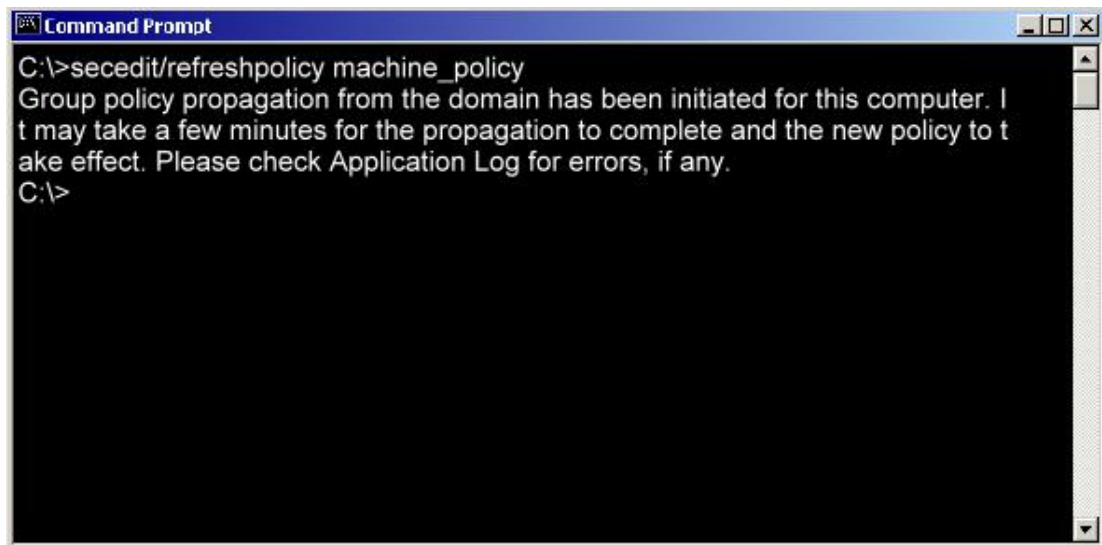 Command Prompt
C:\>secedit/refreshpolicy machine_policy
Group policy propagation from the domain has been initiated for this computer. I
t may take a few minutes for the propagation to complete and the new policy to t
ake effect. Please check Application Log for errors, if any.
C:\>